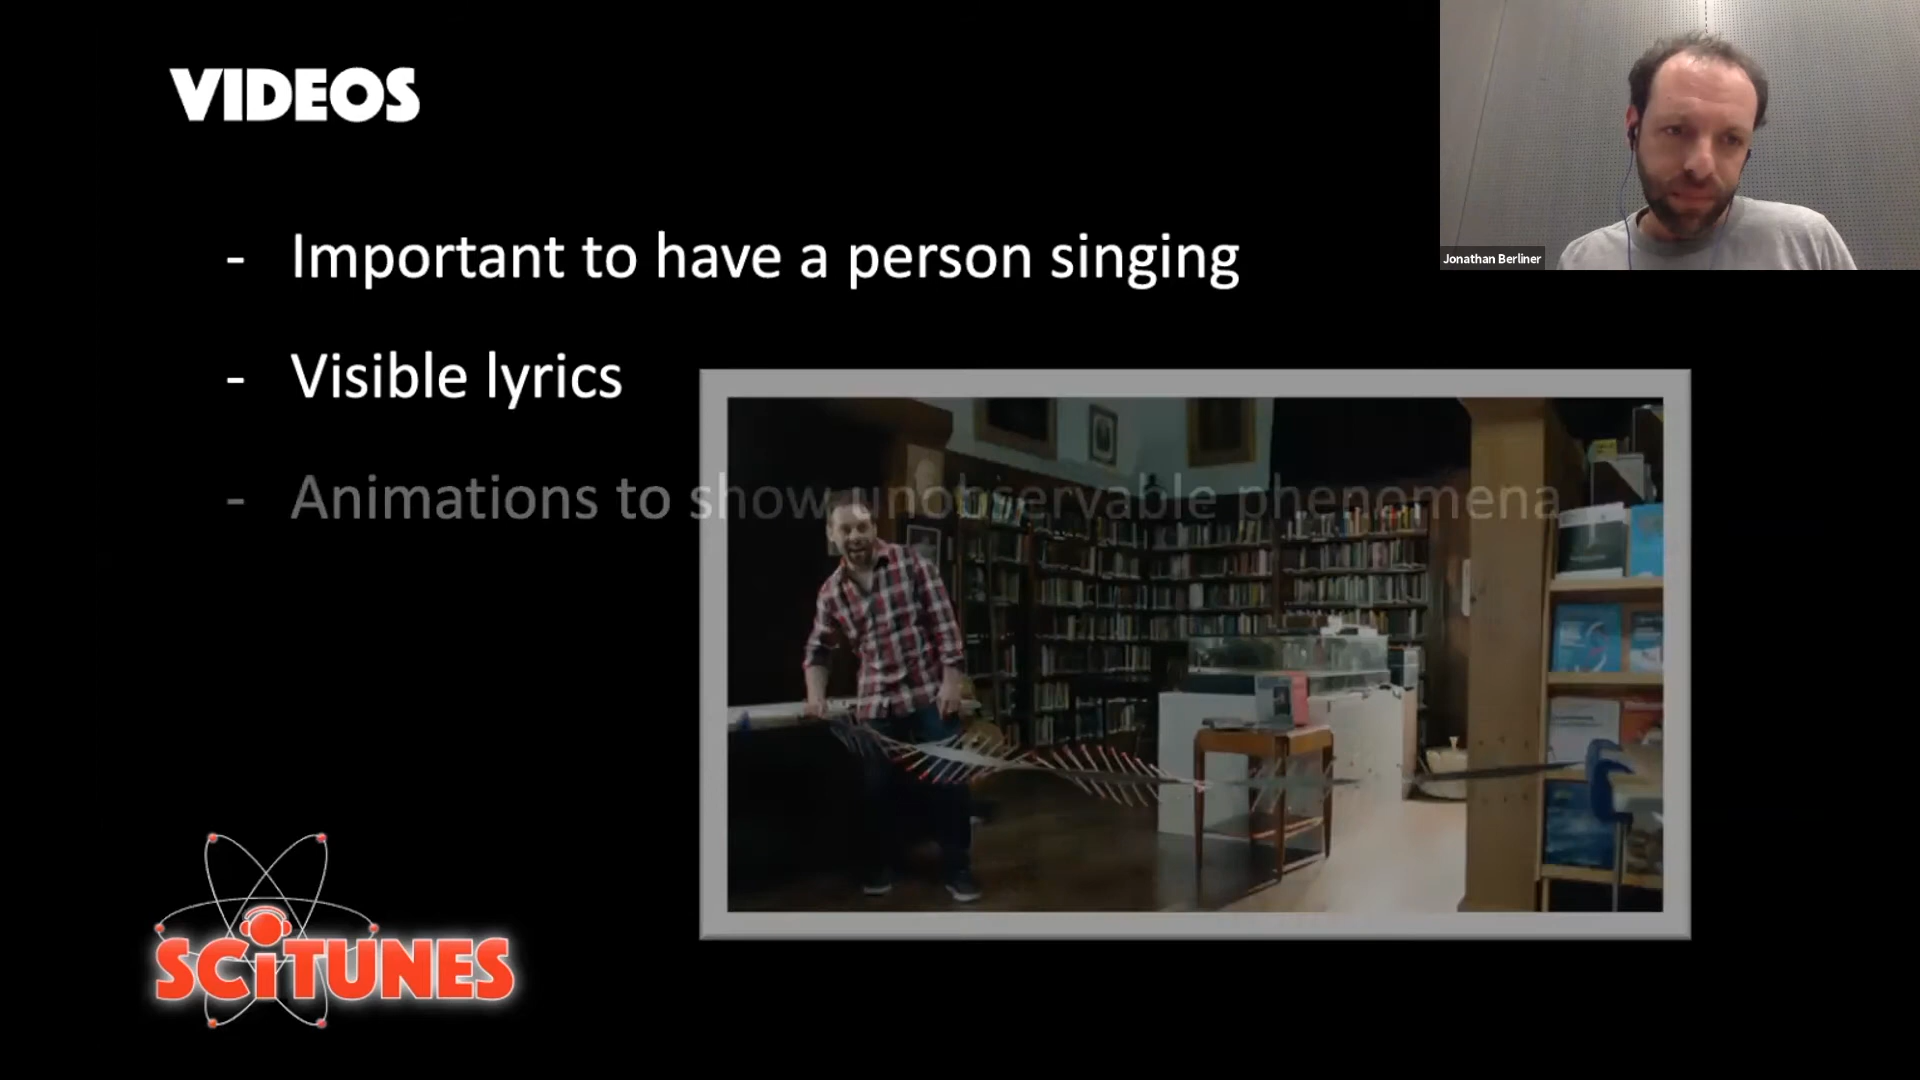 VIDEOS
Jonathan Berliner
- Important to have a person singing
- Visible lyrics
- Animations to show unobservable phenomena
SCiTUNES